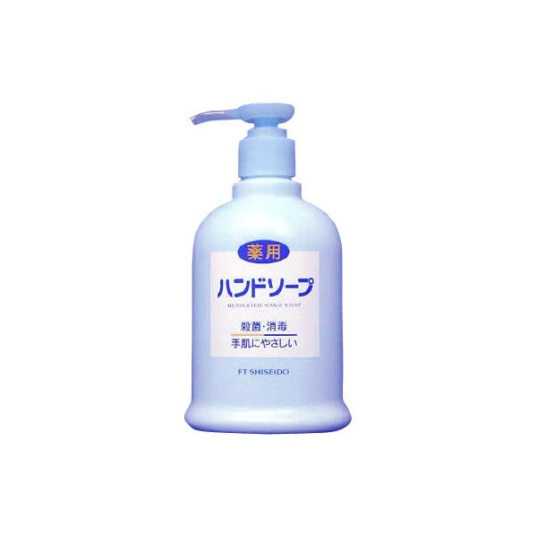 薬用
ハンドソープ
MEDICATED HAND SOAP
殺菌・消毒
手肌にやさしい
FT SHISEIDO